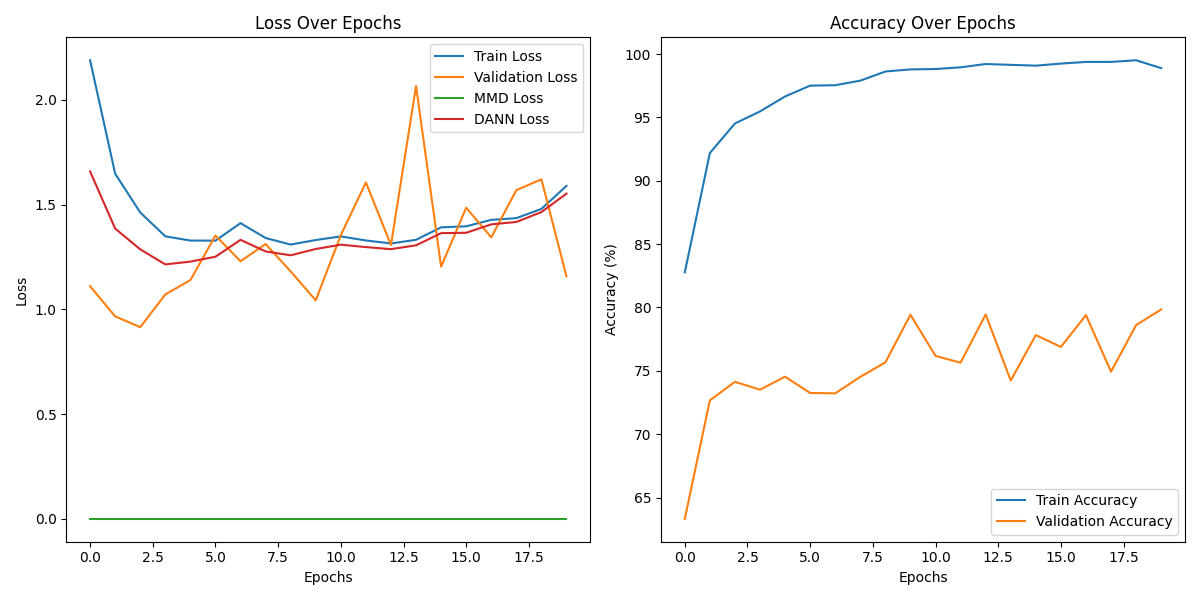 Loss Over Epochs
Train Loss
Validation Loss
MMD Loss
DANN Loss
2.0
1.5
1.0
0.5
0.0
Loss
0.0 2.5 5.0 7.5 10.0 12.5 15.0 17.5
Epochs
Accuracy Over Epochs
100
95
90
85
80
75
70
65
Accuracy (%)
Train Accuracy
Validation Accuracy
0.0 2.5 5.0 7.5 10.0 12.5 15.0 17.5
Epochs